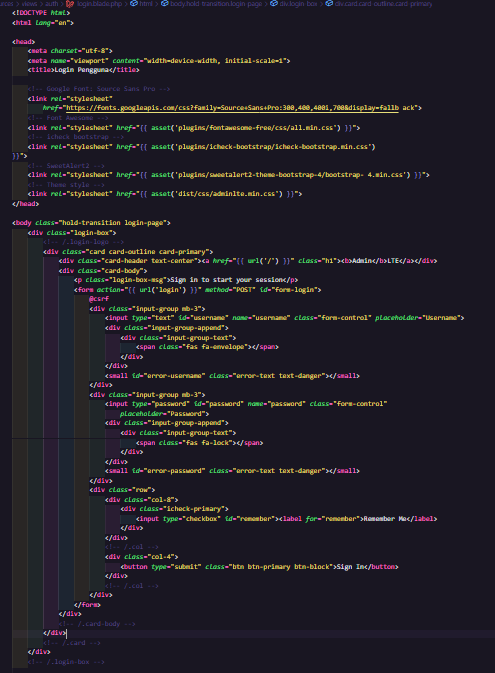 views > auth > login.blade.php > html > body.hold-transition.login-page > div.login-box > div.card.card-outline.card-primary
<!DOCTYPE html>
<html lang="en">
<head>
<meta charset="utf-8">
<meta name="viewport" content="width=device-width, initial-scale=1">
<title>Login Pengguna</title>
<!-- Google Font: Source Sans Pro -->
<link rel="stylesheet"
href="https://fonts.googleapis.com/css?family=Source+Sans+Pro:300,400,400i,700&display=fallb ack">
<!-- Font Awesome -->
<link rel="stylesheet" href="{{ asset('plugins/fontawesome-free/css/all.min.css') }}">
<!-- icheck bootstrap -->
<link rel="stylesheet" href="{{ asset('plugins/icheck-bootstrap/icheck-bootstrap.min.css')
}}">
<!-- SweetAlert2 -->
<link rel="stylesheet" href="{{ asset('plugins/sweetalert2-theme-bootstrap-4/bootstrap- 4.min.css') }}">
<!-- Theme style -->
<link rel="stylesheet" href="{{ asset('dist/css/adminlte.min.css') }}">
</head>
<body class="hold-transition login-page">
<div class="login-box">
<!-- /.login-logo -->
<div class="card card-outline card-primary">
<div class="card-header text-center"><a href="{{ url('/') }}" class="h1"><b>Admin</b>LTE</a></div>
<div class="card-body">
<p class="login-box-msg">Sign in to start your session</p>
<form action="{{ url('login') }}" method="POST" id="form-login">
@csrf
<div class="input-group mb-3">
<input type="text" id="username" name="username" class="form-control" placeholder="Username">
<div class="input-group-append">
<div class="input-group-text">
<span class="fas fa-envelope"></span>
</div>
</div>
<small id="error-username" class="error-text text-danger"></small>
</div>
<div class="input-group mb-3">
<input type="password" id="password" name="password" class="form-control"
placeholder="Password">
<div class="input-group-append">
<div class="input-group-text">
<span class="fas fa-lock"></span>
</div>
</div>
<small id="error-password" class="error-text text-danger"></small>
</div>
<div class="row">
<div class="col-8">
<div class="icheck-primary">
<input type="checkbox" id="remember"><label for="remember">Remember Me</label>
</div>
</div>
<!-- /.col -->
<div class="col-4">
<button type="submit" class="btn btn-primary btn-block">Sign In</button>
</div>
<!-- /.col -->
</div>
</form>
</div>
<!-- /.card-body -->
</div>
<!-- /.card -->
</div>
<!-- /.login-box -->